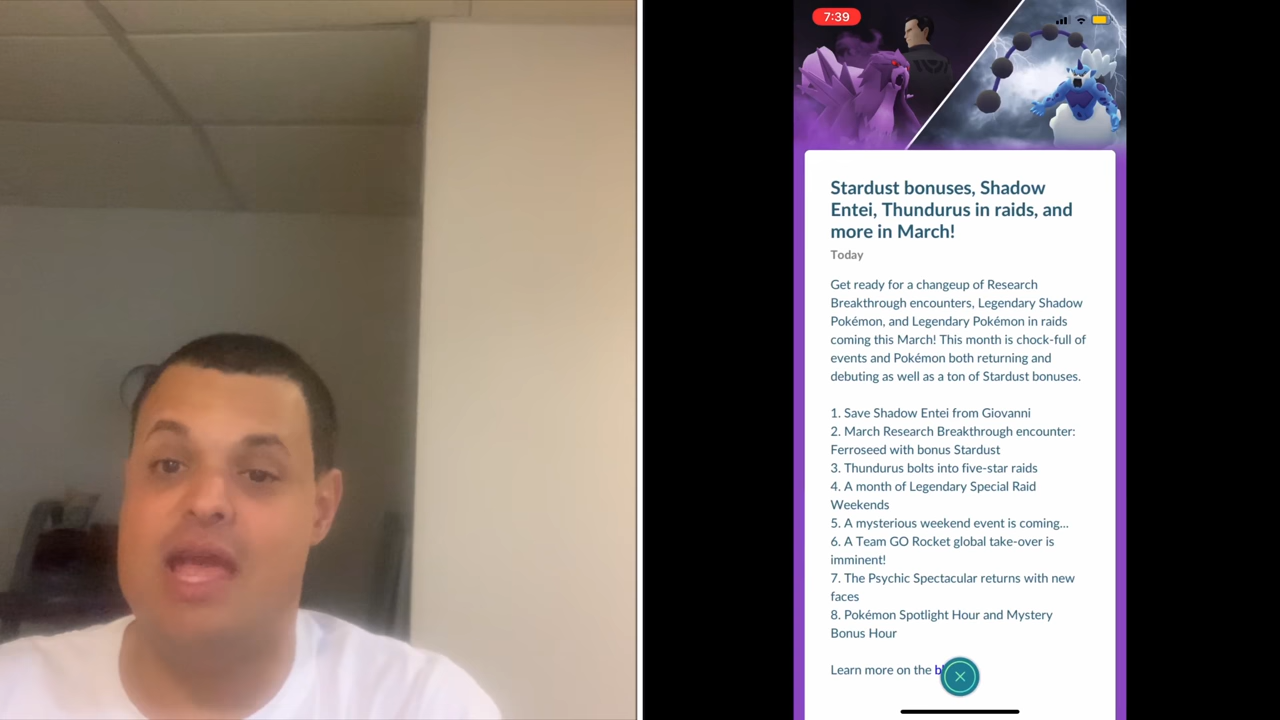 7:39
Stardust bonuses, Shadow
Entei, Thundurus in raids, and
more in March!
Today
Get ready for a changeup of Research
Breakthrough encounters, Legendary Shadow
Pokémon, and Legendary Pokémon in raids
coming this March! This month is chock-full of
events and Pokémon both returning and
debuting as well as a ton of Stardust bonuses.
1. Save Shadow Entei from Giovanni
2. March Research Breakthrough encounter:
Ferroseed with bonus Stardust
3. Thundurus bolts into five-star raids
4. A month of Legendary Special Raid
Weekends
5. A mysterious weekend event is coming...
6. A Team GO Rocket global take-over is
imminent!
7. The Psychic Spectacular returns with new
faces
8. Pokémon Spotlight Hour and Mystery
Bonus Hour
Learn more on the